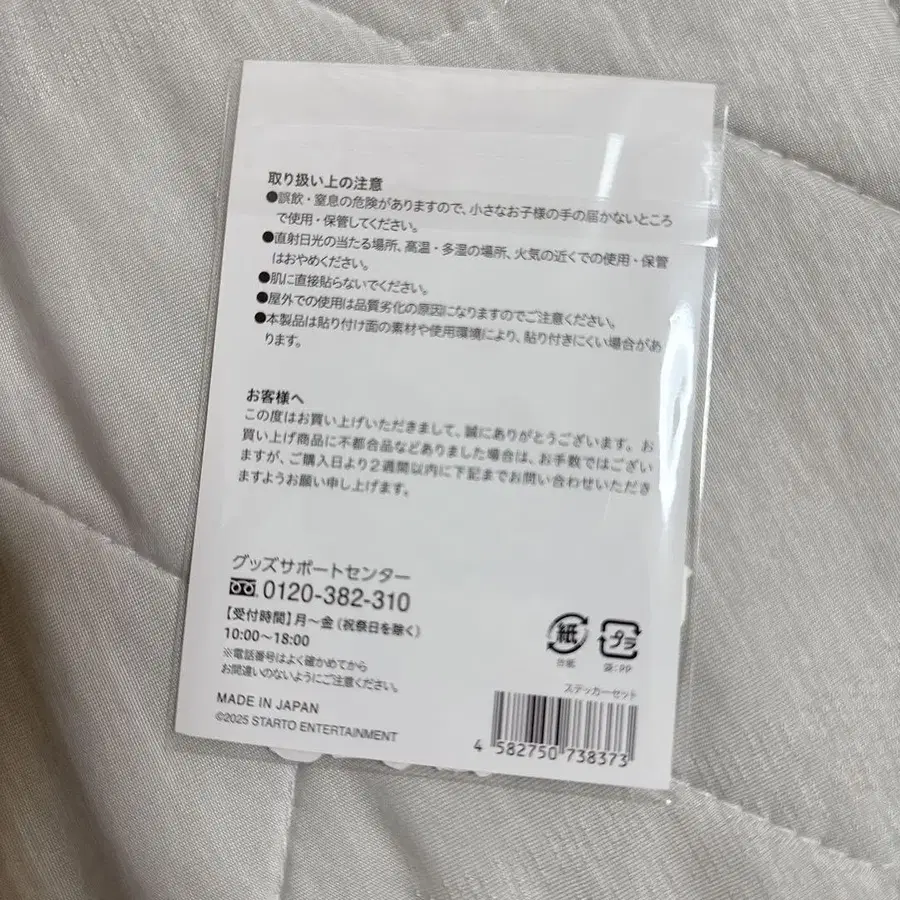 取り扱い上の注意
●誤飲・窒息の危険がありますので、小さなお子様の手の届かないところ
で使用・保管してください。
●直射日光の当たる場所、高温・多湿の場所、火気の近くでの使用・保管
はおやめください。
●肌に直接貼らないでください。
●屋外での使用は品質劣化の原因になりますのでご注意ください。
●本製品は貼り付け面の素材や使用環境により、貼り付きにくい場合があ
ります。
お客様へ
この度はお買い上げいただきまして、誠にありがとうございます。お
買い上げ商品に不都合品などありました場合は、お手数ではござい
ますが、ご購入日より2週間以内に下記までお問い合わせいただき
ますようお願い申し上げます。
グッズサポートセンター
0120-382-310
【受付時間】月〜金(祝祭日を除く)
10:00〜18:00
※電話番号はよく確かめてから
お間違いのないようにご注意ください。
MADE IN JAPAN
©2025 STARTO ENTERTAINMENT
紙
台紙
プラ
袋:PP
ステッカーセット
4 582750 738373